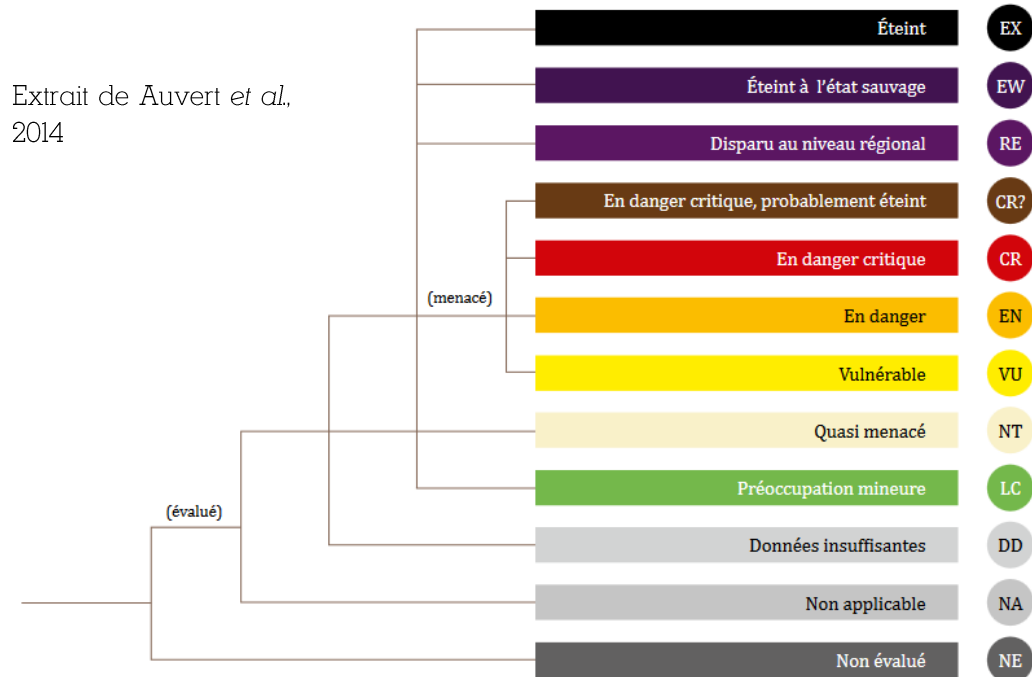 Éteint EX
Extrait de Auvert et al.,
2014
Éteint à l'état sauvage EW
Disparu au niveau régional RE
En danger critique, probablement éteint CR?
En danger critique CR
(menacé)
En danger EN
Vulnérable VU
Quasi menacé NT
Préoccupation mineure LC
(évalué)
Données insuffisantes DD
Non applicable NA
Non évalué NE